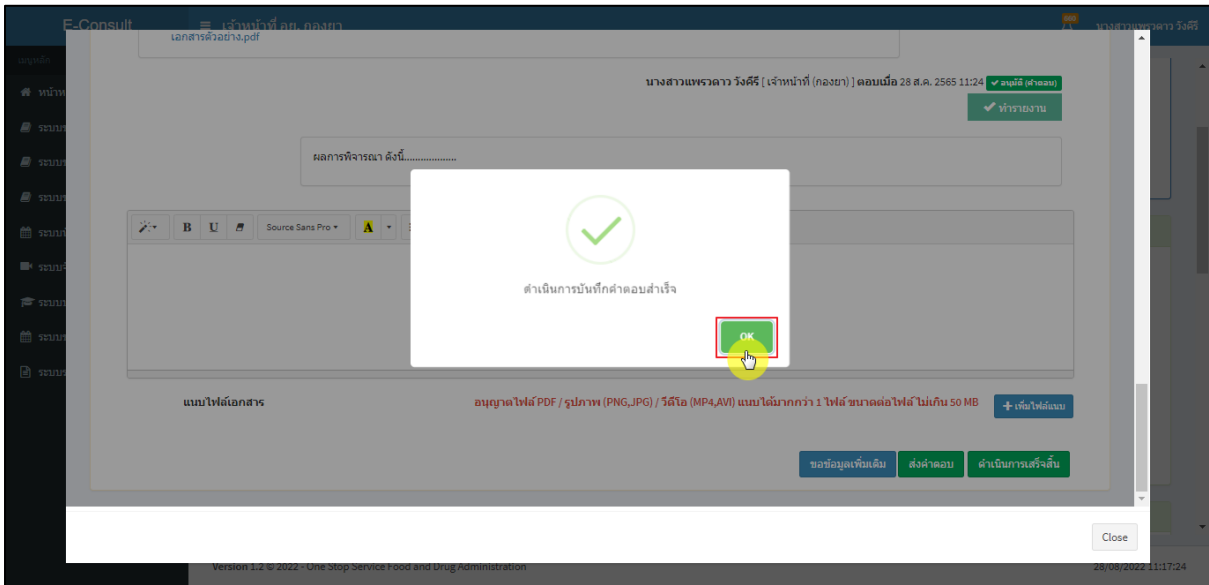 E-Consult
เจ้าหน้าที่ อย. กองยา
นางสาวแพรวดาว วังคีรี
เอกสารตัวอย่าง.pdf
เมนูหลัก
นางสาวแพรวดาว วังคีรี [ เจ้าหน้าที่ (กองยา) ] ตอบเมื่อ 28 ส.ค. 2565 11:24 อนุมัติ (คำตอบ)
ทำรายงาน
ผลการพิจารณา ดังนี้...................
B U Source Sans Pro A
ดำเนินการบันทึกคำตอบสำเร็จ
OK
แนบไฟล์เอกสาร
อนุญาตไฟล์ PDF / รูปภาพ (PNG,JPG) / วีดีโอ (MP4,AVI) แนบได้มากกว่า 1 ไฟล์ ขนาดต่อไฟล์ ไม่เกิน 50 MB
เพิ่มไฟล์แนบ
ขอข้อมูลเพิ่มเติม ส่งคำตอบ ดำเนินการเสร็จสิ้น
Close
Version 1.2 © 2022 - One Stop Service Food and Drug Administration
28/08/2022 11:17:24